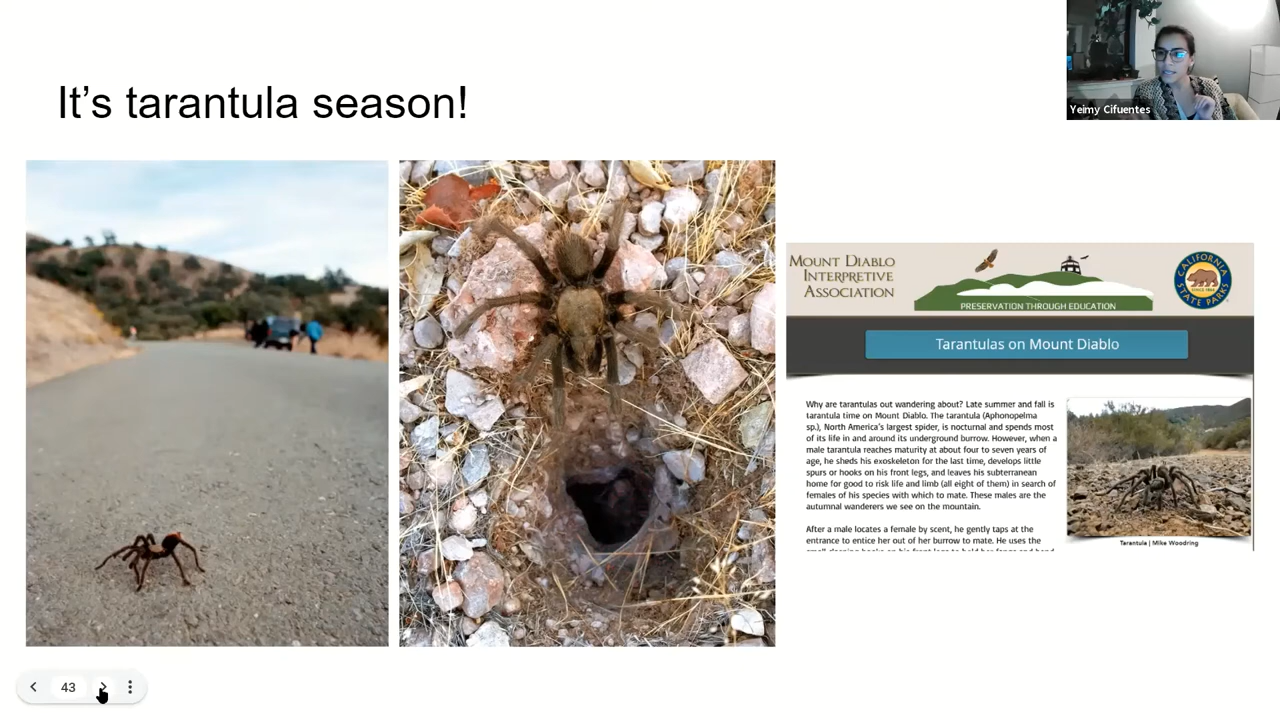 Yeimy Cifuentes
It's tarantula season!
MOUNT DIABLO
INTERPRETIVE
ASSOCIATION
PRESERVATION THROUGH EDUCATION
CALIFORNIA
SINCE 1864
STATE PARKS
Tarantulas on Mount Diablo
Why are tarantulas out wandering about? Late summer and fall is
tarantula time on Mount Diablo. The tarantula (Aphonopelma
sp.), North America's largest spider, is nocturnal and spends most
of its life in and around its underground burrow. However, when a
male tarantula reaches maturity at about four to seven years of
age, he sheds his exoskeleton for the last time, develops little
spurs or hooks on his front legs, and leaves his subterranean
home for good to risk life and limb (all eight of them) in search of
females of his species with which to mate. These males are the
autumnal wanderers we see on the mountain.
After a male locates a female by scent, he gently taps at the
entrance to entice her out of her burrow to mate. He uses the
Tarantula | Mike Woodring
43